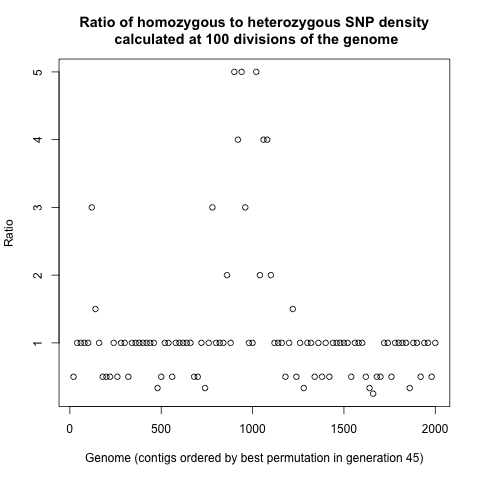 Ratio of homozygous to heterozygous SNP density
calculated at 100 divisions of the genome
5
4
3
2
1
Ratio
0 500 1000 1500 2000
Genome (contigs ordered by best permutation in generation 45)